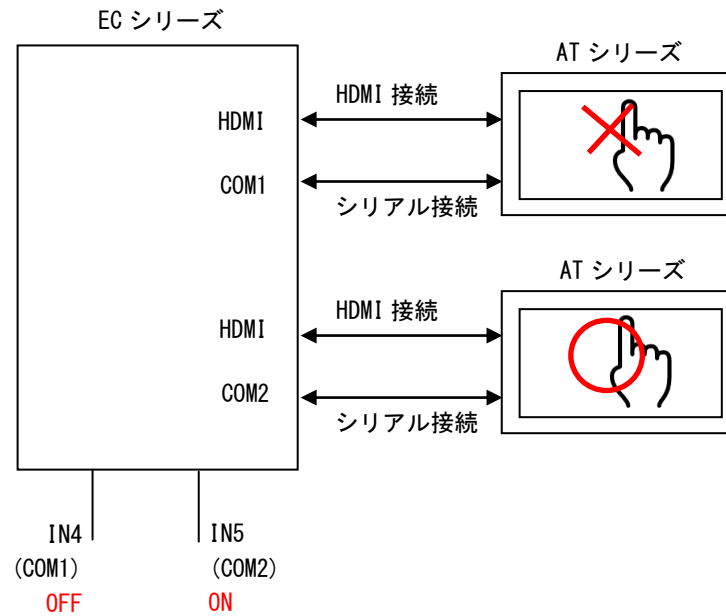 EC シリーズ
AT シリーズ
HDMI 接続
HDMI
COM1
シリアル接続
AT シリーズ
HDMI 接続
HDMI
COM2
シリアル接続
IN4
IN5
(COM1)
(COM2)
OFF
ON